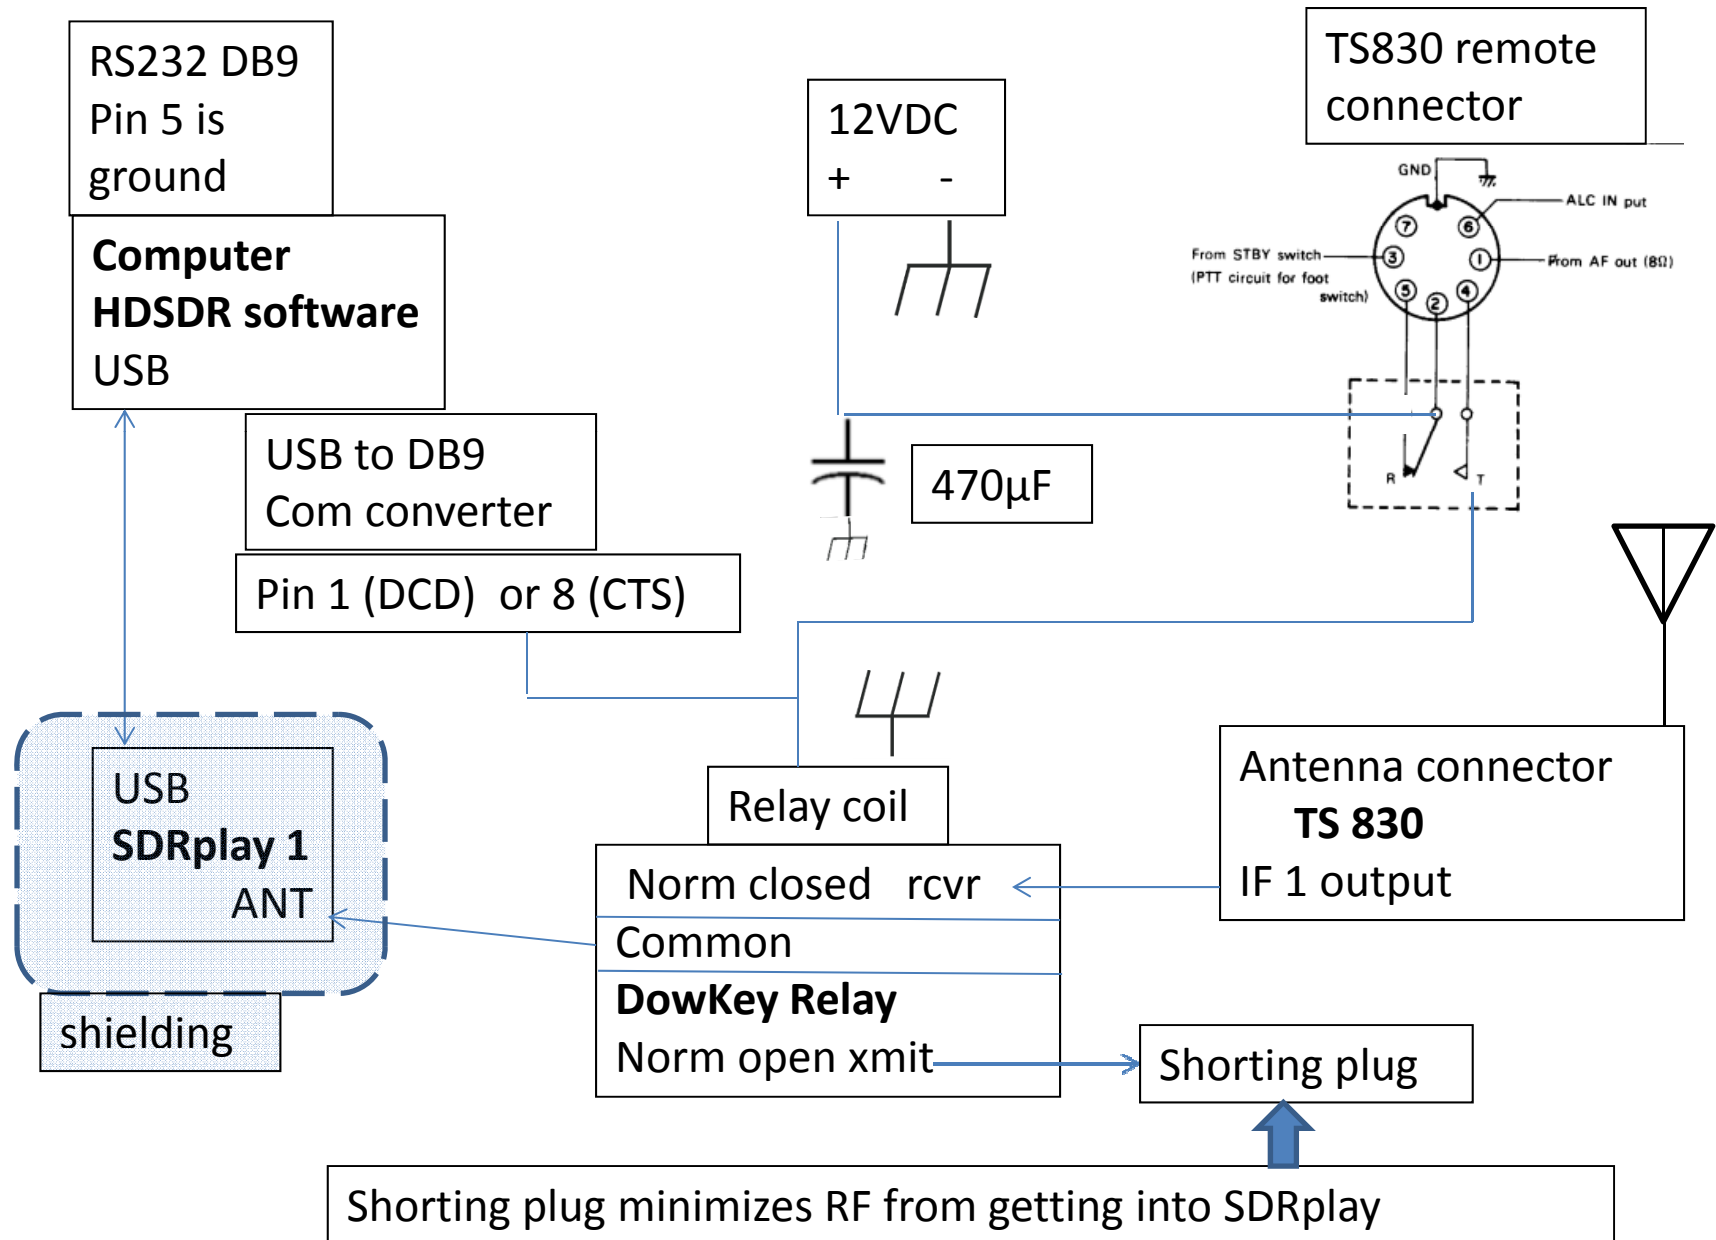 RS232 DB9
Pin 5 is
ground
Computer
HDSDR software
USB
USB to DB9
Com converter
Pin 1 (DCD)  or 8 (CTS)
12VDC
+ -
470µF
TS830 remote
connector
GND
ALC IN put
7
6
From STBY switch
3
1
From AF out (8Ω)
(PTT circuit for foot
switch)
5
2
4
R
T
USB
SDRplay 1
ANT
shielding
Relay coil
Norm closed rcvr
Common
DowKey Relay
Norm open xmit
Antenna connector
TS 830
IF 1 output
Shorting plug
Shorting plug minimizes RF from getting into SDRplay